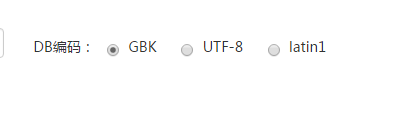 DB编码： GBK UTF-8 latin1